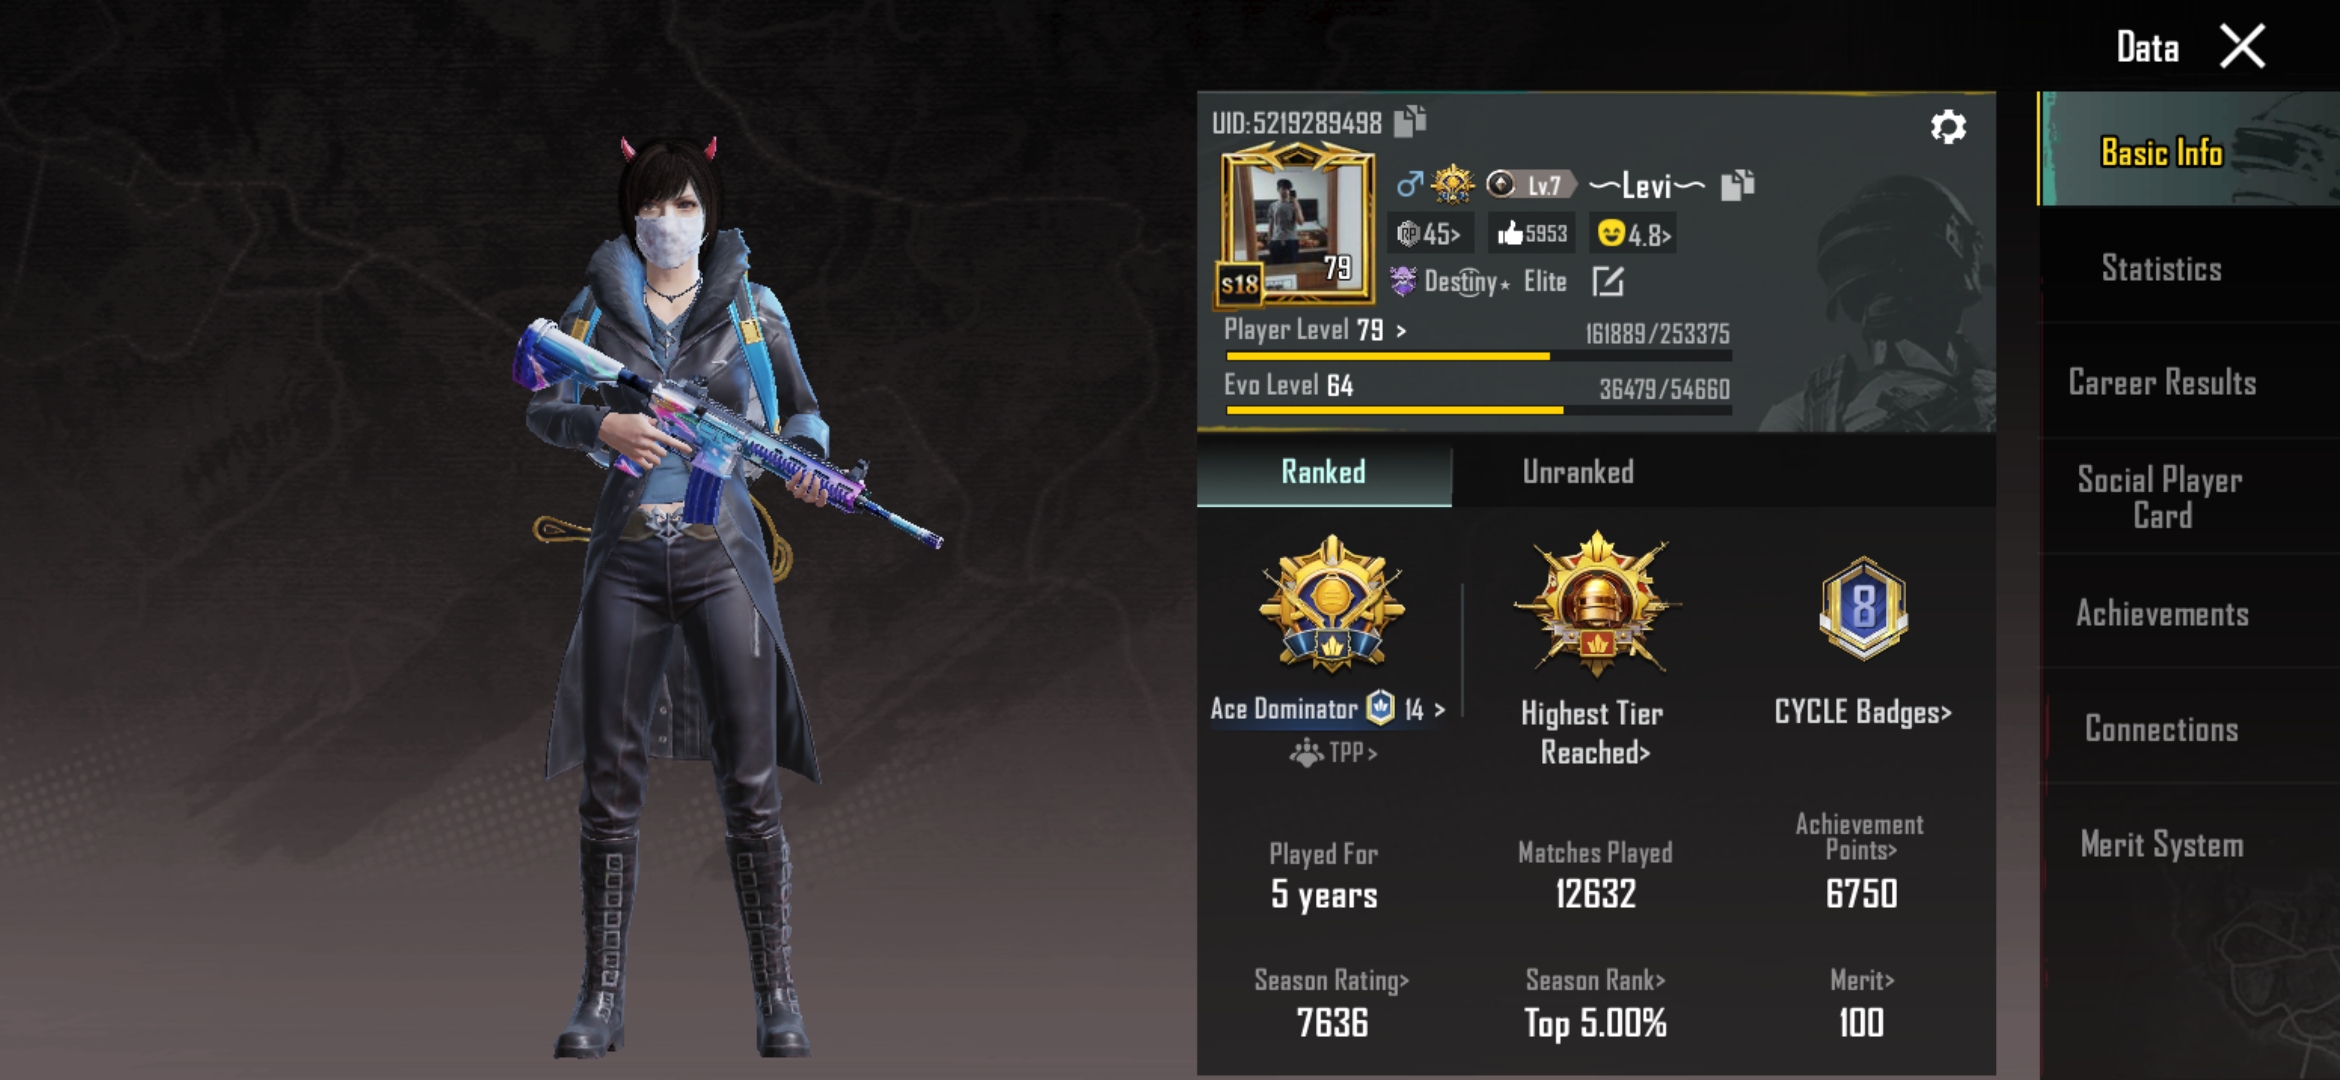 Data
UID:5219289498
Lv.7 ~Levi~
RP 45> 5953 4.8>
79
S18
Destiny★ Elite
Player Level 79 > 161889/253375
Evo Level 64 36479/54660
Ranked Unranked
8
Ace Dominator 14 >
TPP >
Highest Tier
Reached>
CYCLE Badges>
Played For
5 years
Matches Played
12632
Achievement
Points>
6750
Season Rating>
7636
Season Rank>
Top 5.00%
Merit>
100
Basic Info
Statistics
Career Results
Social Player
Card
Achievements
Connections
Merit System